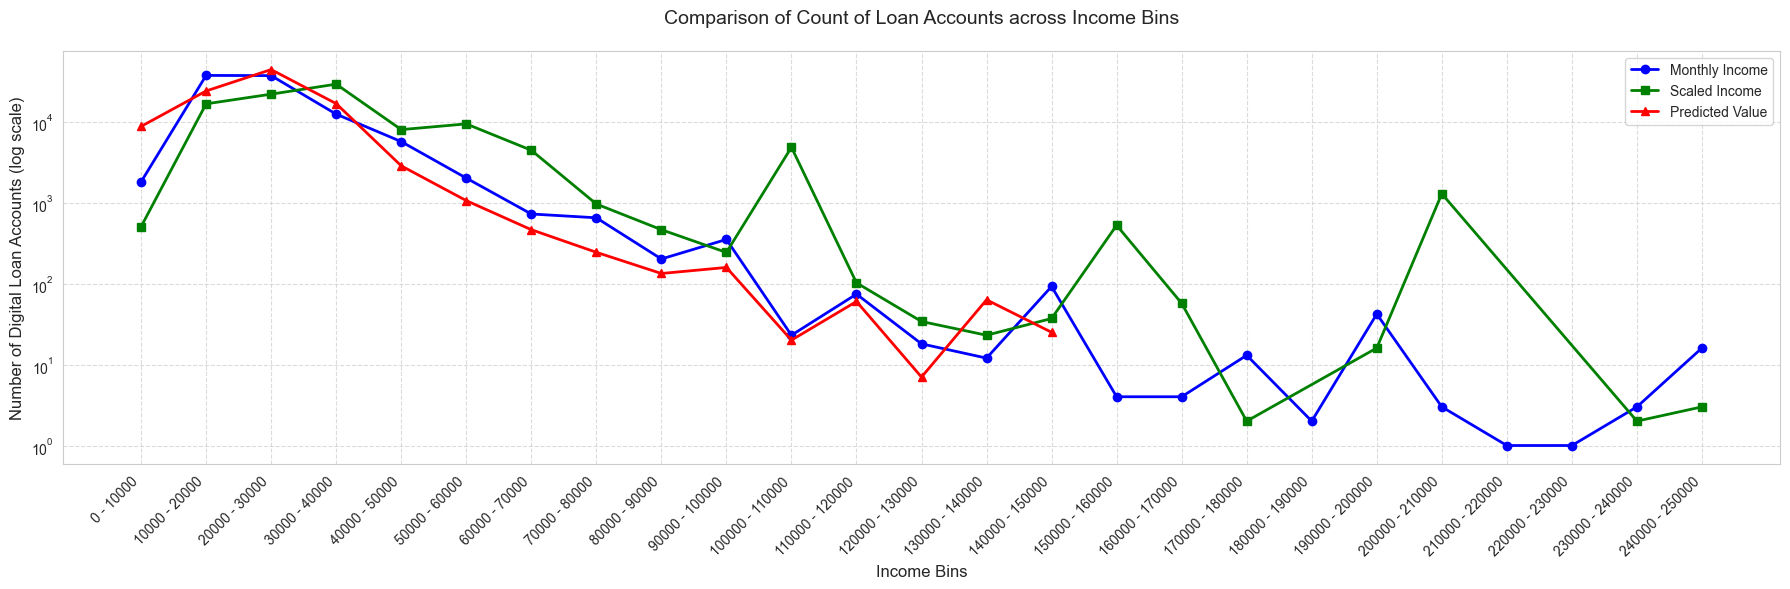 Comparison of Count of Loan Accounts across Income Bins
Monthly Income
Scaled Income
Predicted Value
Number of Digital Loan Accounts (log scale)
10^4
10^3
10^2
10^1
10^0
0 - 10000
10000 - 20000
20000 - 30000
30000 - 40000
40000 - 50000
50000 - 60000
60000 - 70000
70000 - 80000
80000 - 90000
90000 - 100000
100000 - 110000
110000 - 120000
120000 - 130000
130000 - 140000
140000 - 150000
150000 - 160000
160000 - 170000
170000 - 180000
180000 - 190000
190000 - 200000
200000 - 210000
210000 - 220000
220000 - 230000
230000 - 240000
240000 - 250000
Income Bins